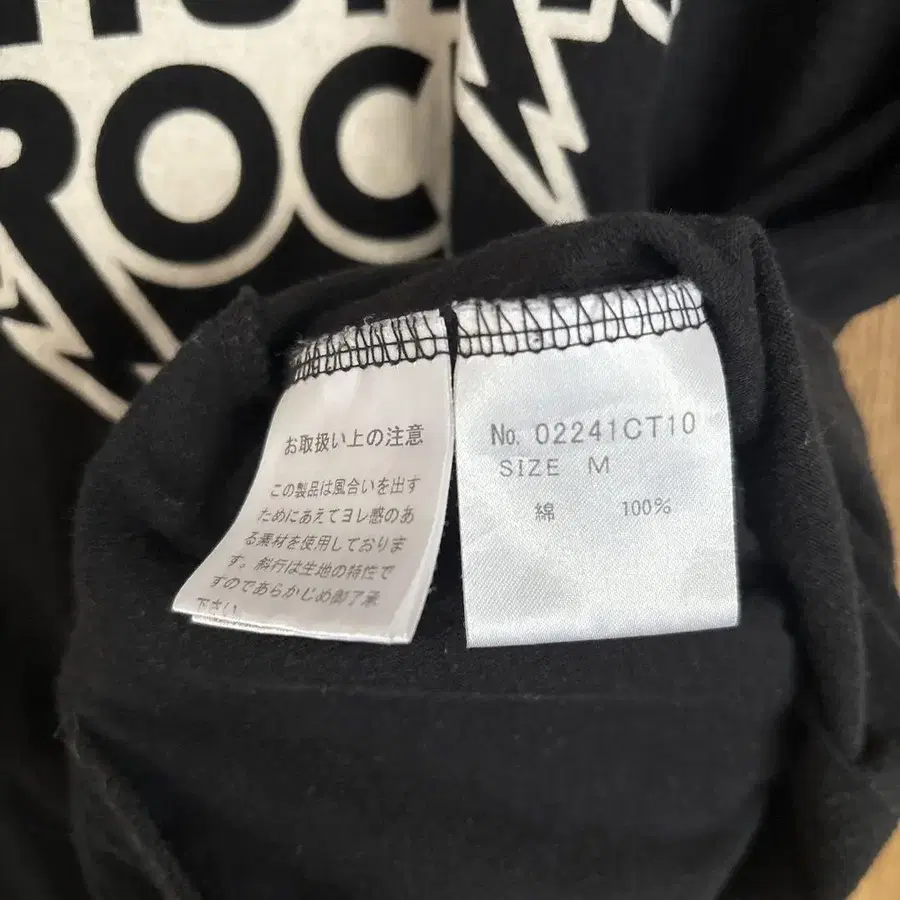 ROC
お取扱い上の注意
この製品は風合いを出す
ためにあえてヨレ感のあ
る素材を使用しておりま
す。斜行は生地の特性で
すのであらかじめ御了承
下さい
No. 02241CT10
SIZE M
綿 100%